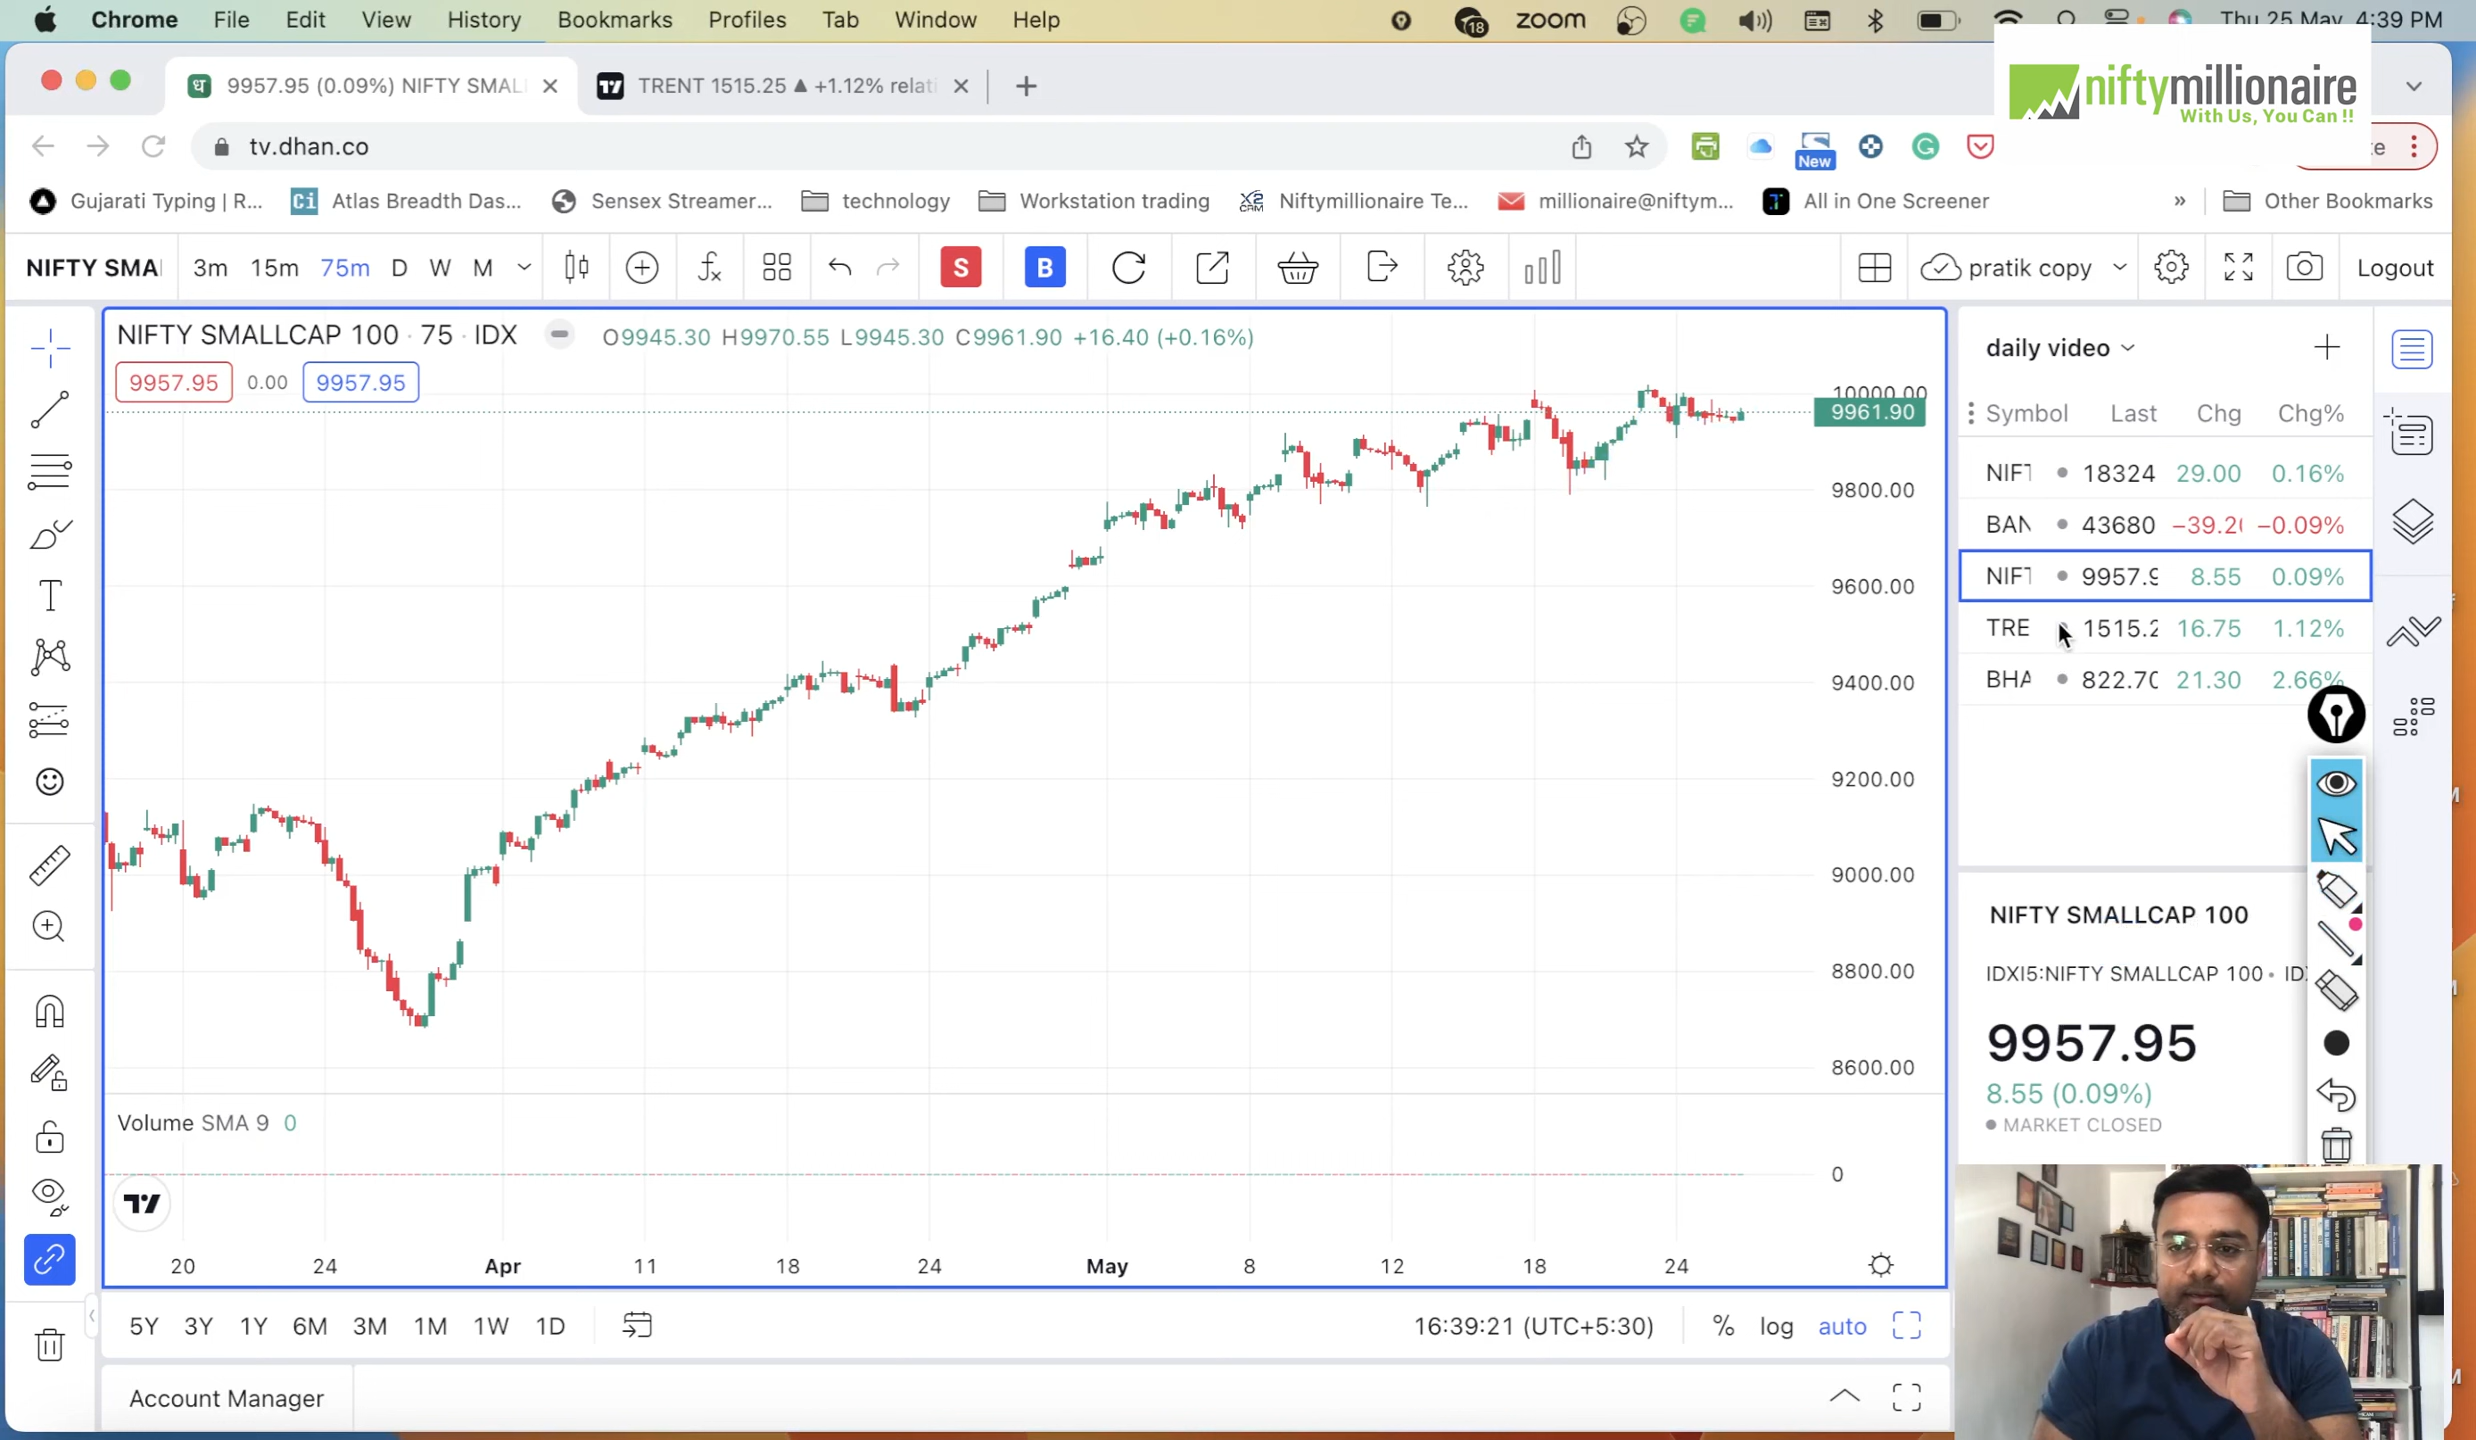 Chrome File Edit View History Bookmarks Profiles Tab Window Help 18 zoom Thu 25 May 4:39 PM
9957.95 (0.09%) NIFTY SMAL
TRENT 1515.25 ▲ +1.12% relati
niftymillionaire
With Us, You Can !!
tv.dhan.co
New
Gujarati Typing | R...
Ci Atlas Breadth Das...
Sensex Streamer...
technology
Workstation trading
Niftymillionaire Te...
millionaire@niftym...
All in One Screener
»
Other Bookmarks
NIFTY SMA 3m 15m 75m D W M S B pratik copy Logout
NIFTY SMALLCAP 100 · 75 · IDX O9945.30 H9970.55 L9945.30 C9961.90 +16.40 (+0.16%)
9957.95 0.00 9957.95
10000.00
9961.90
9800.00
9600.00
9400.00
9200.00
9000.00
8800.00
8600.00
Volume SMA 9 0
0
20 24 Apr 11 18 24 May 8 12 18 24
5Y 3Y 1Y 6M 3M 1M 1W 1D 16:39:21 (UTC+5:30) % log auto
Account Manager
daily video
Symbol Last Chg Chg%
NIFT 18324 29.00 0.16%
BAN 43680 −39.2 −0.09%
NIFT 9957.9 8.55 0.09%
TRE 1515.2 16.75 1.12%
BHA 822.70 21.30 2.66%
NIFTY SMALLCAP 100
IDXI5:NIFTY SMALLCAP 100 • ID
9957.95
8.55 (0.09%)
MARKET CLOSED